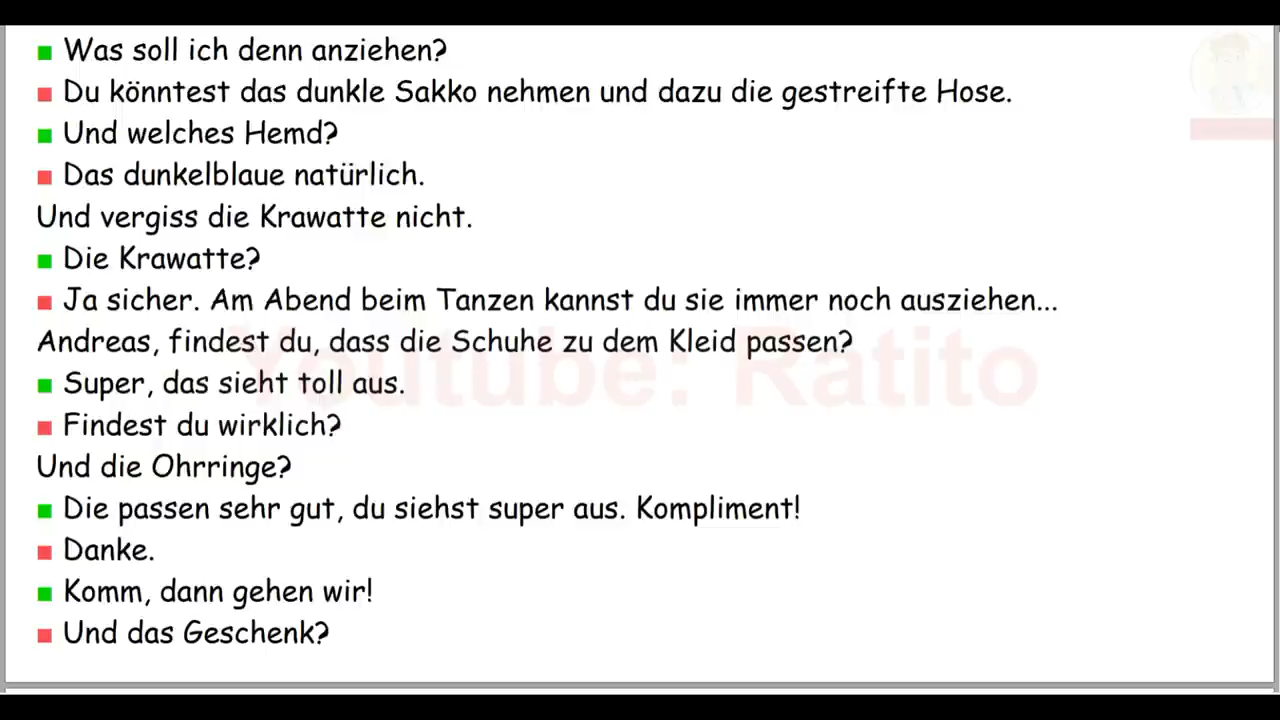 Was soll ich denn anziehen?
Du könntest das dunkle Sakko nehmen und dazu die gestreifte Hose.
Und welches Hemd?
Das dunkelblaue natürlich.
Und vergiss die Krawatte nicht.
Die Krawatte?
Ja sicher. Am Abend beim Tanzen kannst du sie immer noch ausziehen...
Andreas, findest du, dass die Schuhe zu dem Kleid passen?
Youtube: Ratito
Super, das sieht toll aus.
Findest du wirklich?
Und die Ohrringe?
Die passen sehr gut, du siehst super aus. Kompliment!
Danke.
Komm, dann gehen wir!
Und das Geschenk?